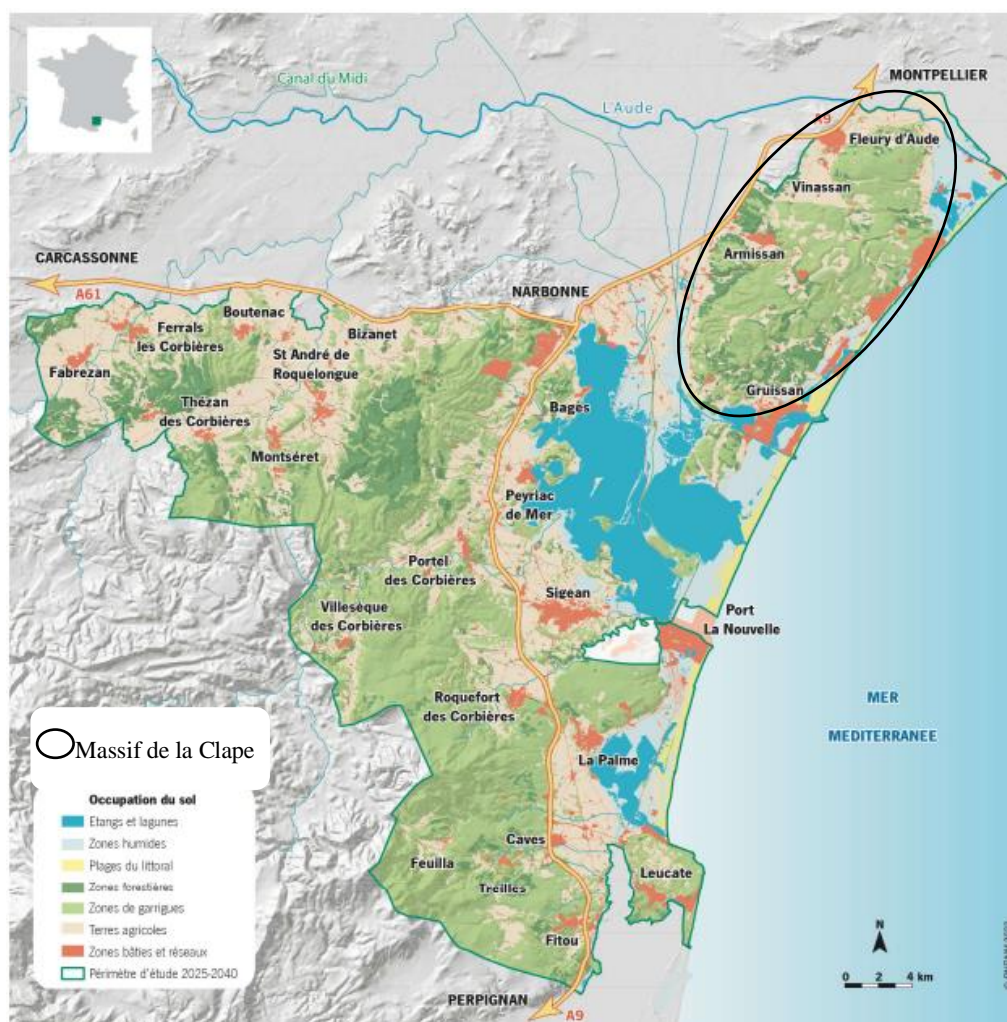 Canal du Midi
MONTPELLIER
L'Aude
A9
Fleury d'Aude
Vinassan
Armissan
CARCASSONNE
A61
NARBONNE
Boutenac
Ferrals
les Corbières
Bizanet
St André de
Roquelongue
Fabrezan
Thézan
des Corbières
Gruissan
Bages
Montséret
Peyriac
de Mer
Portel
des Corbières
Sigean
Villesèque
des Corbières
Port
La Nouvelle
Roquefort
des Corbières
MER
MEDITERRANEE
La Palme
Massif de la Clape
Occupation du sol
Etangs et lagunes
Zones humides
Plages du littoral
Zones forestières
Zones de garrigues
Terres agricoles
Zones bâties et réseaux
Périmètre d'étude 2025-2040
Caves
Feuilla
Treilles
Leucate
Fitou
N
0 2 4 km
PERPIGNAN
A9